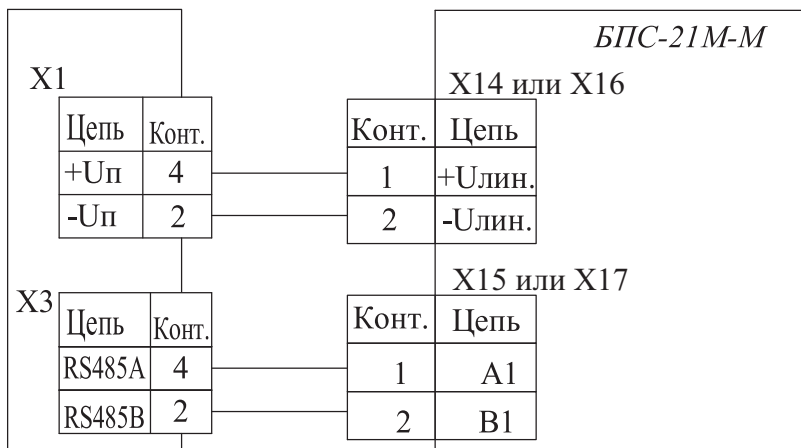 БПС-21М-М
X1
X14 или X16
Цепь Конт.
Конт. Цепь
+Uп 4
1 +Uлин.
-Uп 2
2 -Uлин.
X3
X15 или X17
Цепь Конт.
Конт. Цепь
RS485A 4
1 A1
RS485B 2
2 B1